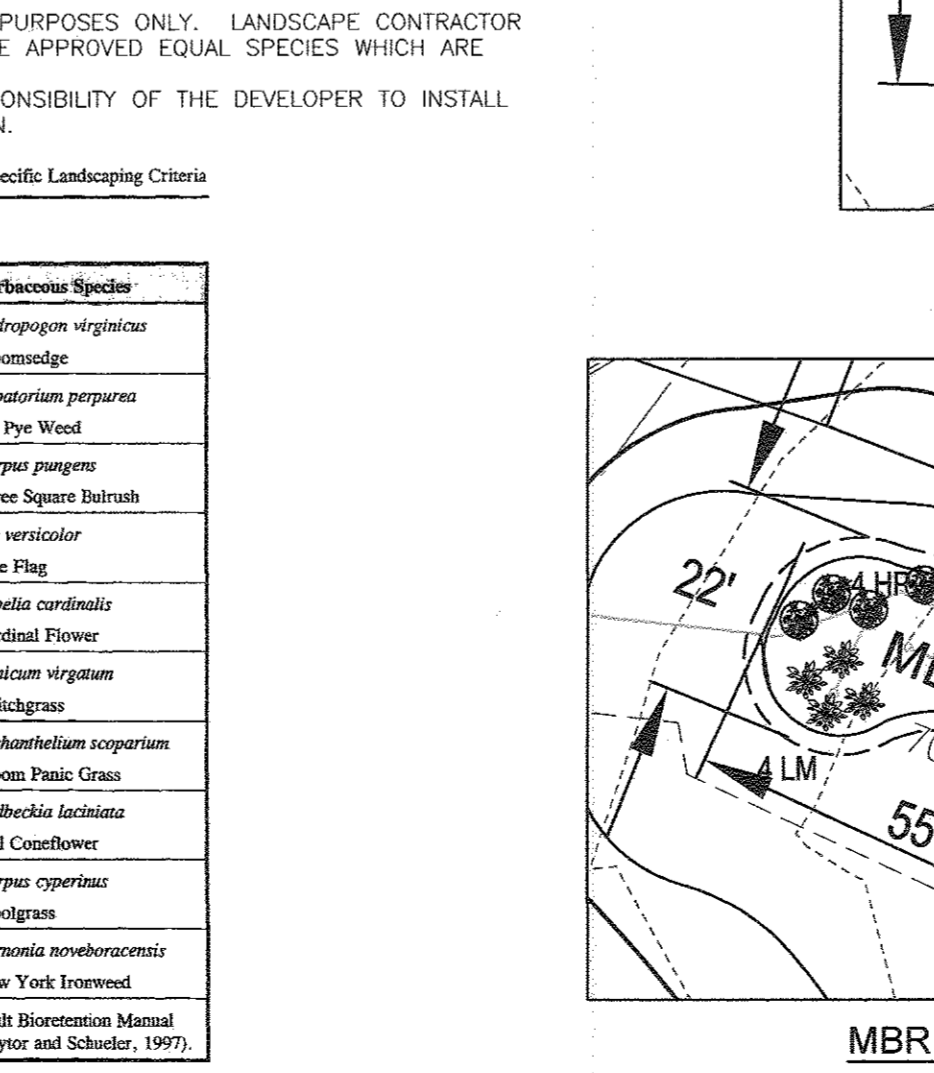 PURPOSES ONLY. LANDSCAPE CONTRACTOR
E APPROVED EQUAL SPECIES WHICH ARE
ONSIBILITY OF THE DEVELOPER TO INSTALL
N.
ecific Landscaping Criteria
rbaceous Species
dropogon virginicus
oomsedge
patorium perpurea
Pye Weed
rpus pungens
ree Square Bulrush
versicolor
e Flag
belia cardinalis
rdinal Flower
nicum virgatum
itchgrass
chanthelium scoparium
oom Panic Grass
dbeckia laciniata
l Coneflower
rpus cyperinus
olgrass
rnonia noveboracensis
w York Ironweed
lt Bioretention Manual
ytor and Schueler, 1997).
22'
4 HP
4 LM
55
MBR